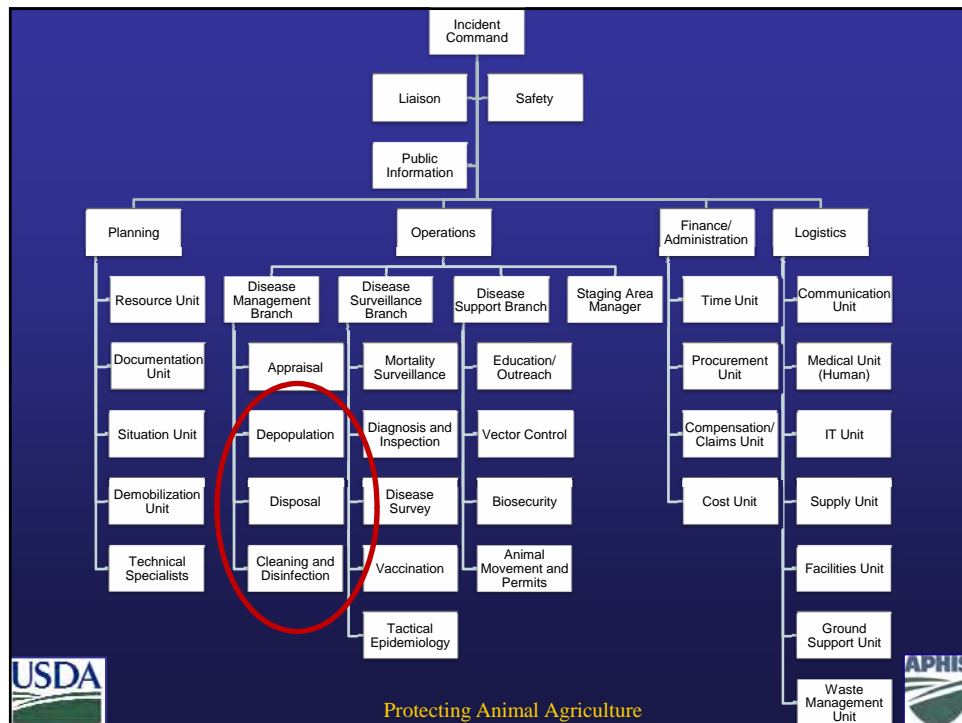 Incident
Command
Liaison
Safety
Public
Information
Planning
Operations
Finance/
Administration
Logistics
Resource Unit
Disease
Management
Branch
Disease
Surveillance
Branch
Disease
Support Branch
Staging Area
Manager
Time Unit
Communication
Unit
Documentation
Unit
Appraisal
Mortality
Surveillance
Education/
Outreach
Procurement
Unit
Medical Unit
(Human)
Situation Unit
Depopulation
Diagnosis and
Inspection
Vector Control
Compensation/
Claims Unit
IT Unit
Demobilization
Unit
Disposal
Disease
Survey
Biosecurity
Cost Unit
Supply Unit
Technical
Specialists
Cleaning and
Disinfection
Vaccination
Animal
Movement and
Permits
Facilities Unit
Tactical
Epidemiology
Ground
Support Unit
Waste
Management
Unit
USDA
Protecting Animal Agriculture
APHIS